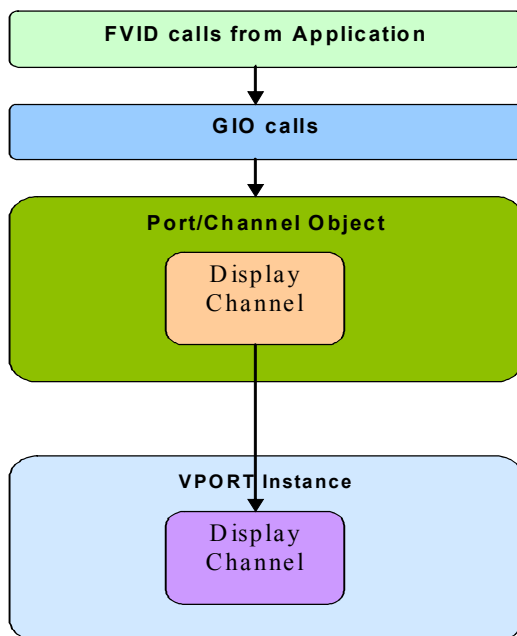 FVID calls from Application
GIO calls
Port/Channel Object
Display
Channel
VPORT Instance
Display
Channel